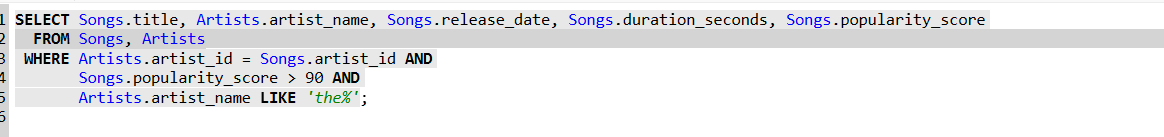 1 SELECT Songs.title, Artists.artist_name, Songs.release_date, Songs.duration_seconds, Songs.popularity_score
2 FROM Songs, Artists
3 WHERE Artists.artist_id = Songs.artist_id AND
4 Songs.popularity_score > 90 AND
5 Artists.artist_name LIKE 'the%';
6